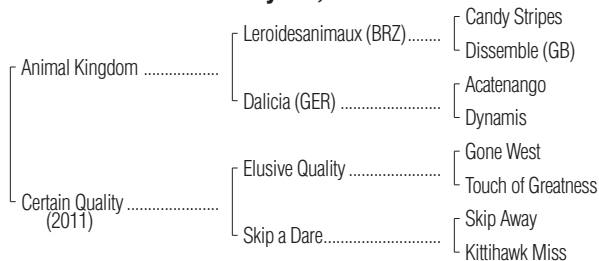 Candy Stripes
Leroidesanimaux (BRZ)........
Dissemble (GB)
Animal Kingdom ..................
Acatenango
Dalicia (GER) ........................
Dynamis
Gone West
Elusive Quality ......................
Touch of Greatness
Certain Quality ......................
(2011)
Skip Away
Skip a Dare............................
Kittihawk Miss